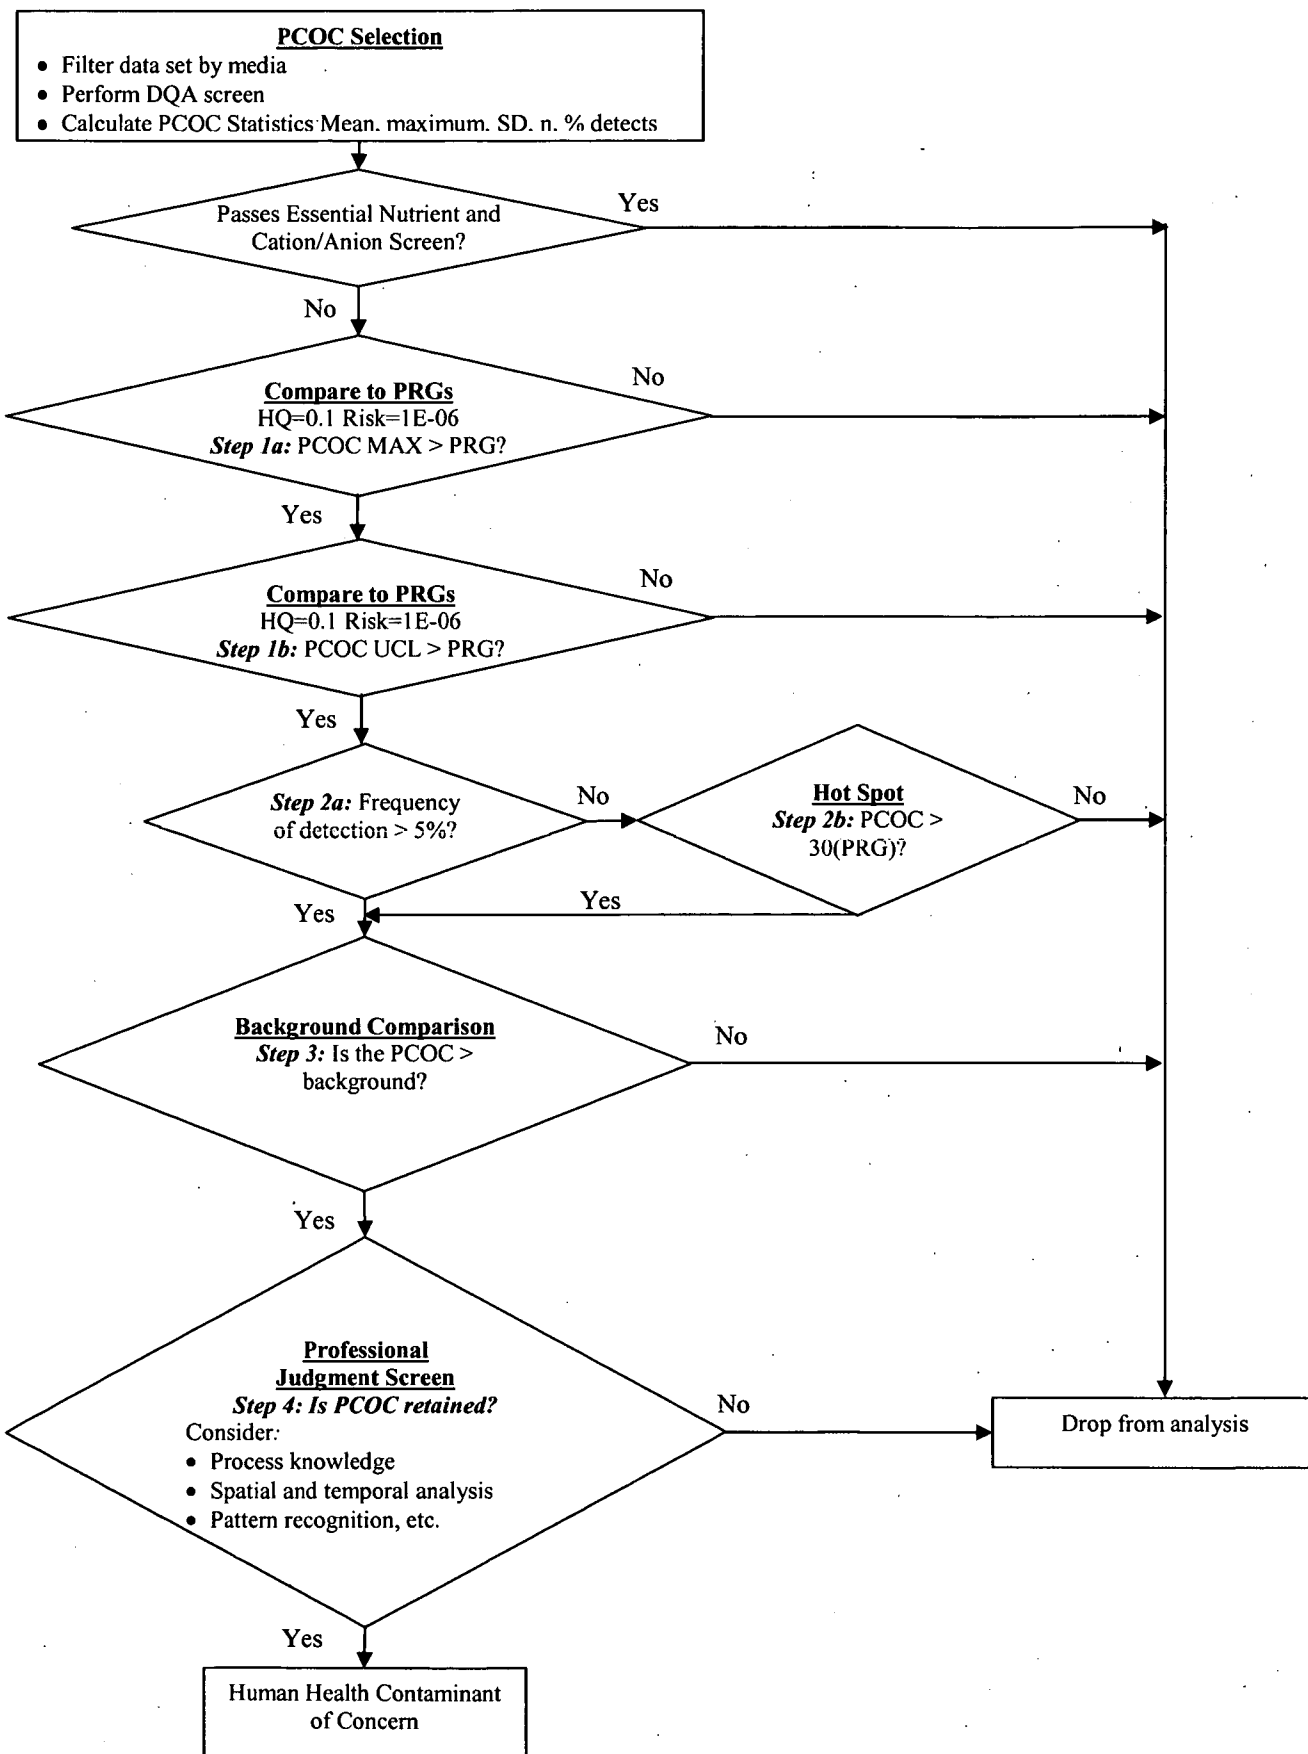 PCOC Selection
• Filter data set by media
• Perform DQA screen
• Calculate PCOC Statistics Mean. maximum. SD. n. % detects
Passes Essential Nutrient and
Cation/Anion Screen?
Yes
No
Compare to PRGs
HQ=0.1 Risk=1E-06
Step 1a: PCOC MAX > PRG?
No
Yes
Compare to PRGs
HQ=0.1 Risk=1E-06
Step 1b: PCOC UCL > PRG?
No
Yes
Step 2a: Frequency
of detection > 5%?
No
Hot Spot
Step 2b: PCOC >
30(PRG)?
No
Yes
Yes
Background Comparison
Step 3: Is the PCOC >
background?
No
Yes
Professional
Judgment Screen
Step 4: Is PCOC retained?
Consider:
• Process knowledge
• Spatial and temporal analysis
• Pattern recognition, etc.
No
Drop from analysis
Yes
Human Health Contaminant
of Concern